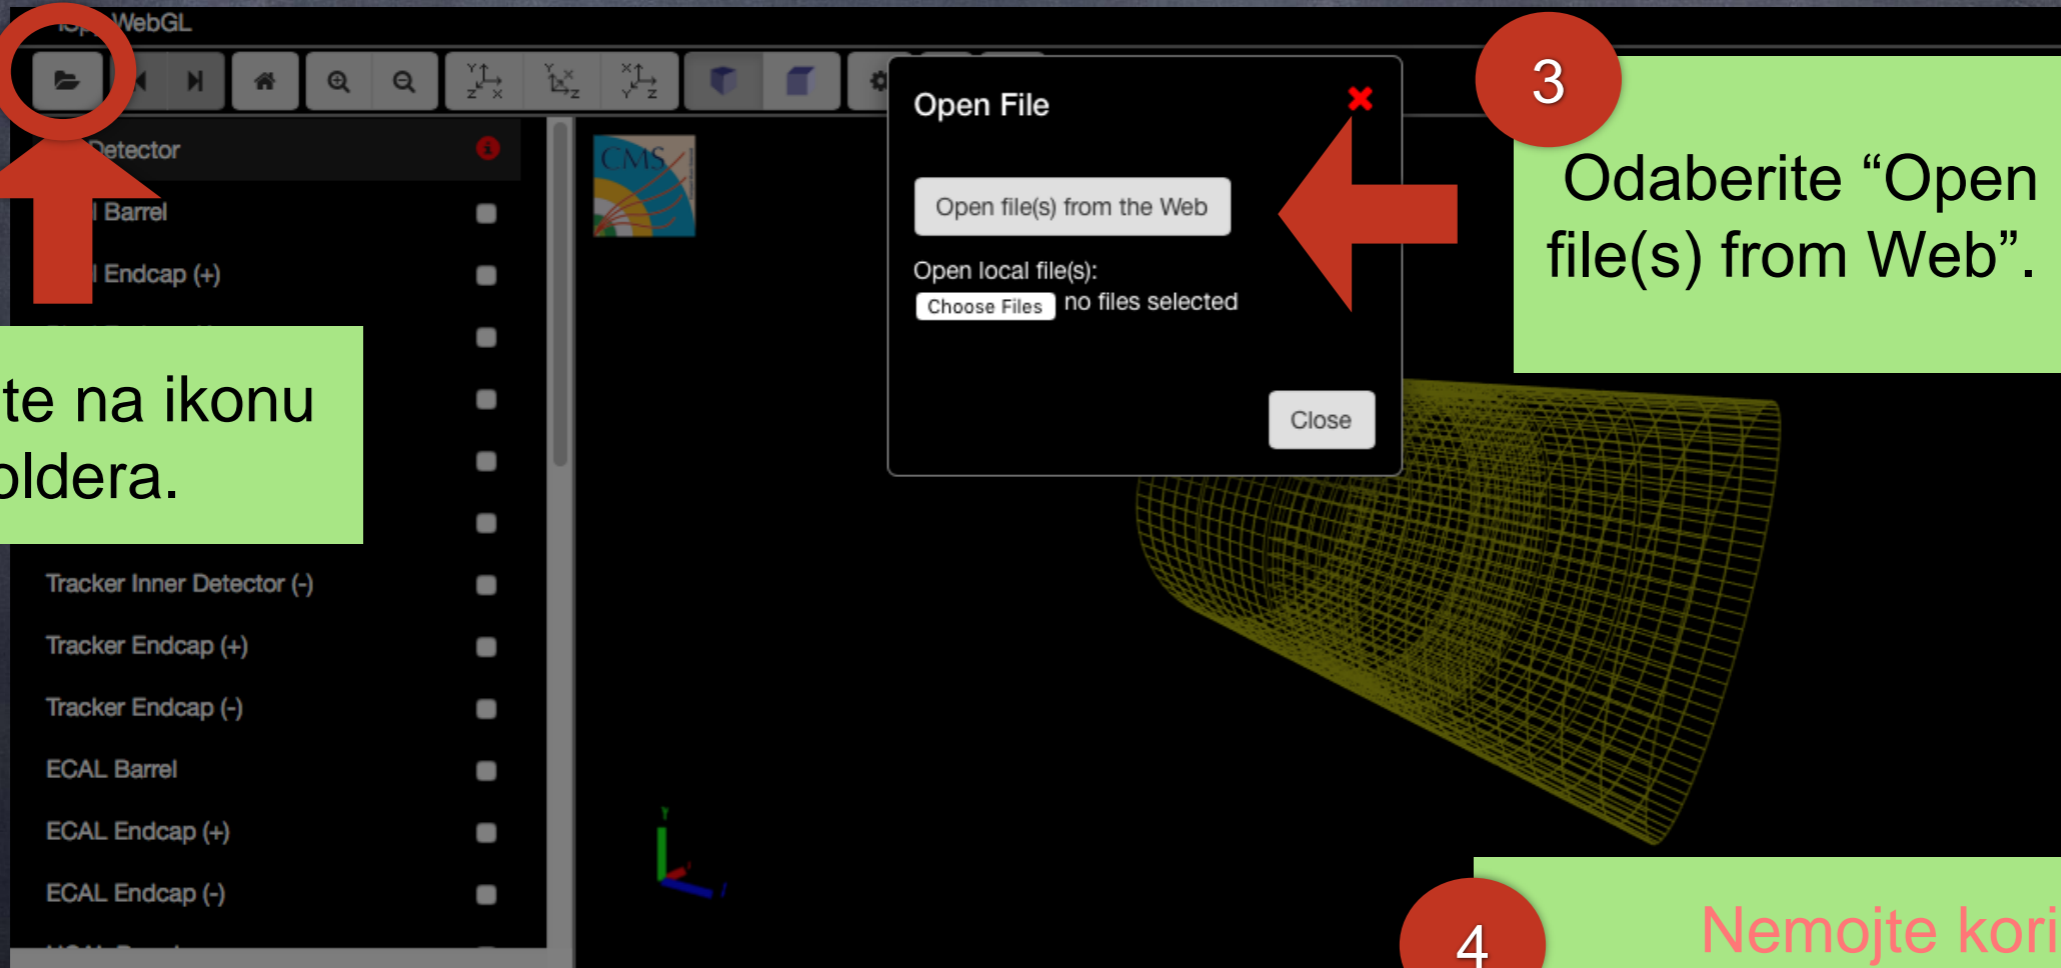 WebGL
Detector
Barrel
Endcap (+)
te na ikonu
oldera.
Tracker Inner Detector (-)
Tracker Endcap (+)
Tracker Endcap (-)
ECAL Barrel
ECAL Endcap (+)
ECAL Endcap (-)
CMS
Open File
Open file(s) from the Web
Open local file(s):
Choose Files no files selected
Close
3
Odaberite “Open
file(s) from Web”.
4
Nemojte kori